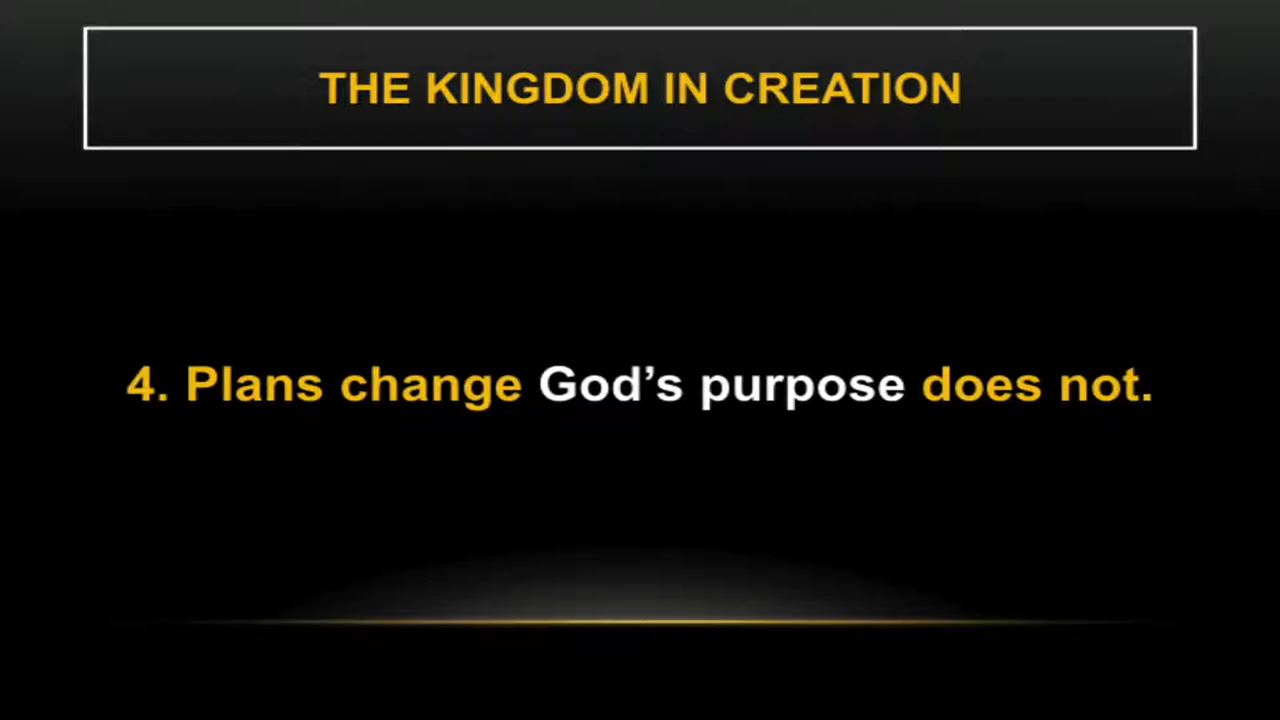 THE KINGDOM IN CREATION
4. Plans change God’s purpose does not.